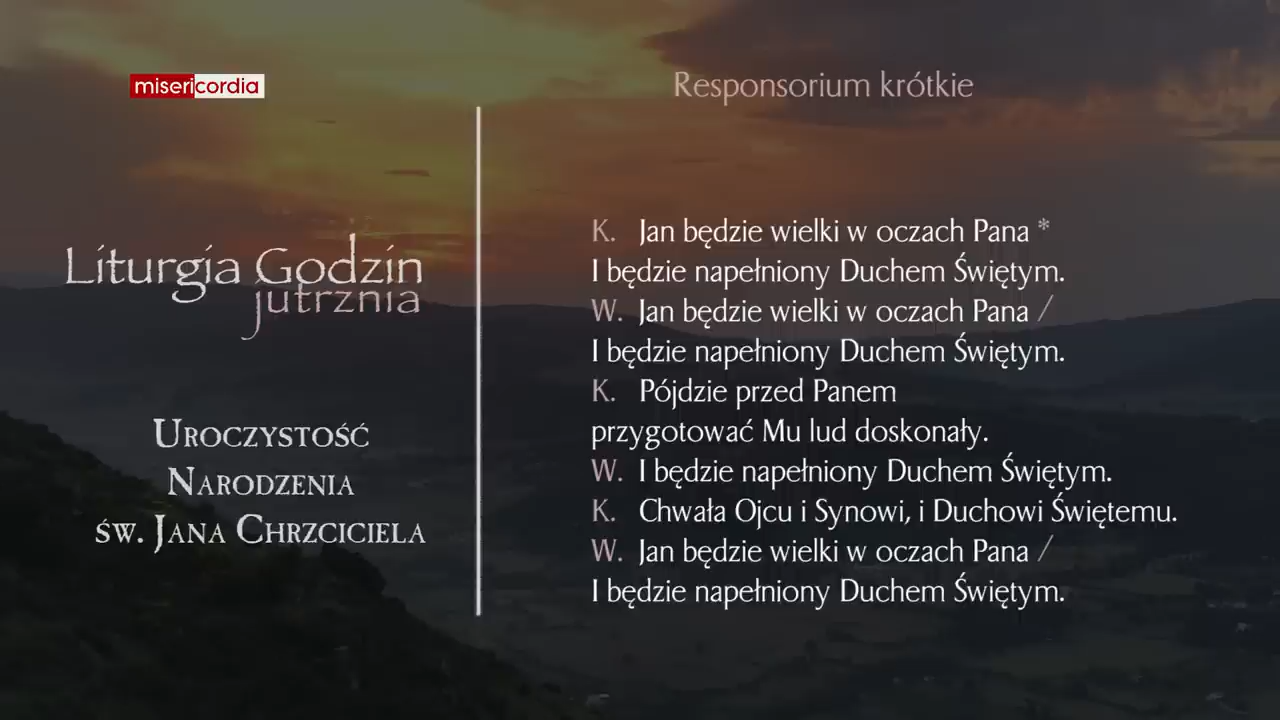 misericordia
Liturgia Godzin
jutrznia
Uroczystość
Narodzenia
św. Jana Chrzciciela
Responsorium krótkie
K. Jan będzie wielki w oczach Pana *
I będzie napełniony Duchem Świętym.
W. Jan będzie wielki w oczach Pana /
I będzie napełniony Duchem Świętym.
K. Pójdzie przed Panem
przygotować Mu lud doskonały.
W. I będzie napełniony Duchem Świętym.
K. Chwała Ojcu i Synowi, i Duchowi Świętemu.
W. Jan będzie wielki w oczach Pana /
I będzie napełniony Duchem Świętym.